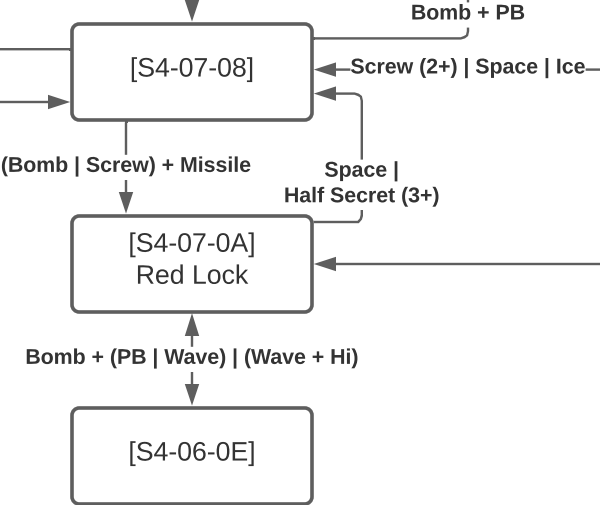 Bomb + PB
[S4-07-08]
Screw (2+) | Space | Ice
(Bomb | Screw) + Missile
Space |
Half Secret (3+)
[S4-07-0A]
Red Lock
Bomb + (PB | Wave) | (Wave + Hi)
[S4-06-0E]